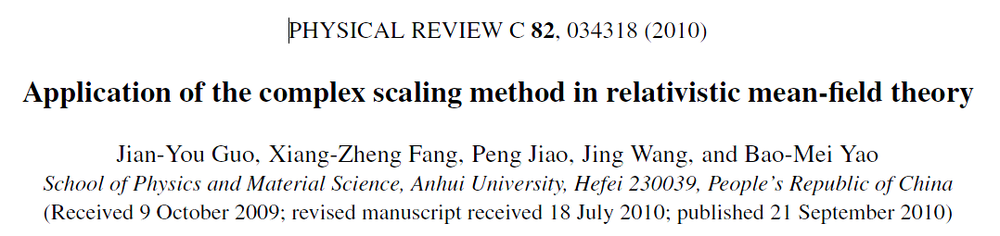 PHYSICAL REVIEW C 82, 034318 (2010)
Application of the complex scaling method in relativistic mean-field theory
Jian-You Guo, Xiang-Zheng Fang, Peng Jiao, Jing Wang, and Bao-Mei Yao
School of Physics and Material Science, Anhui University, Hefei 230039, People’s Republic of China
(Received 9 October 2009; revised manuscript received 18 July 2010; published 21 September 2010)